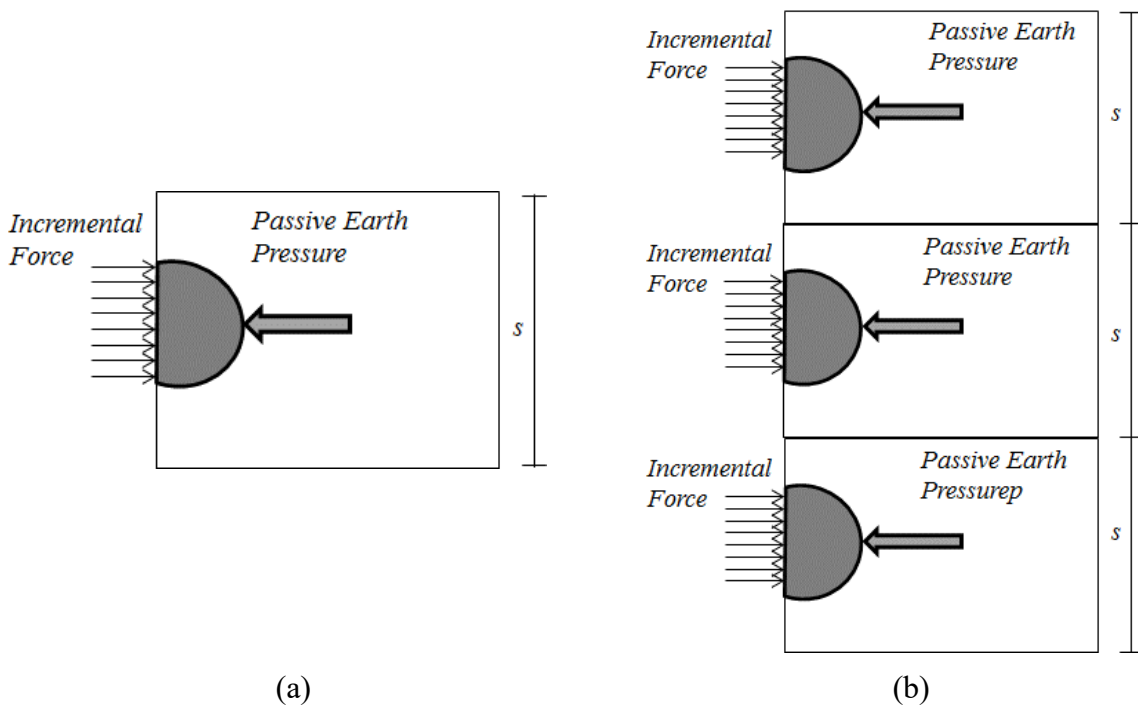 Incremental
Force
Passive Earth
Pressure
s
(a)
Incremental
Force
Passive Earth
Pressure
s
Incremental
Force
Passive Earth
Pressure
s
Incremental
Force
Passive Earth
Pressurep
s
(b)